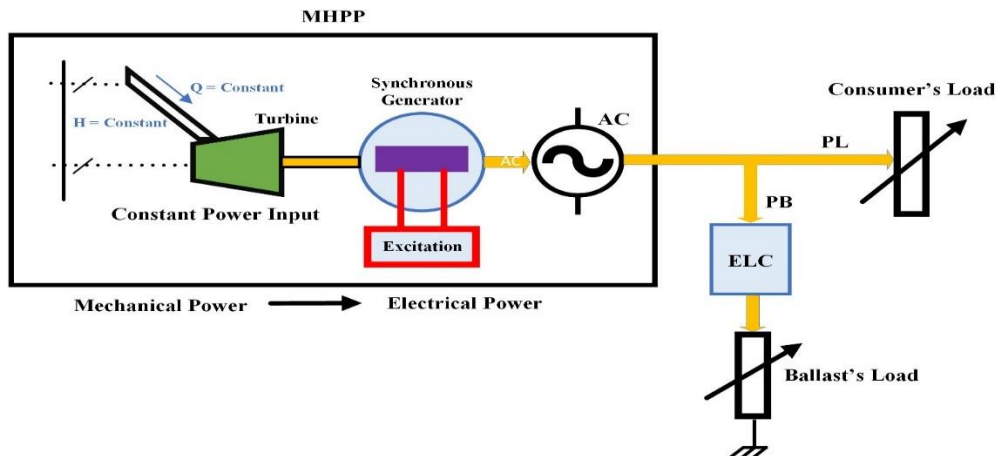 MHPP
Q = Constant
H = Constant
Turbine
Constant Power Input
Synchronous
Generator
Excitation
AC
AC
Mechanical Power
Electrical Power
Consumer's Load
PL
PB
ELC
Ballast's Load